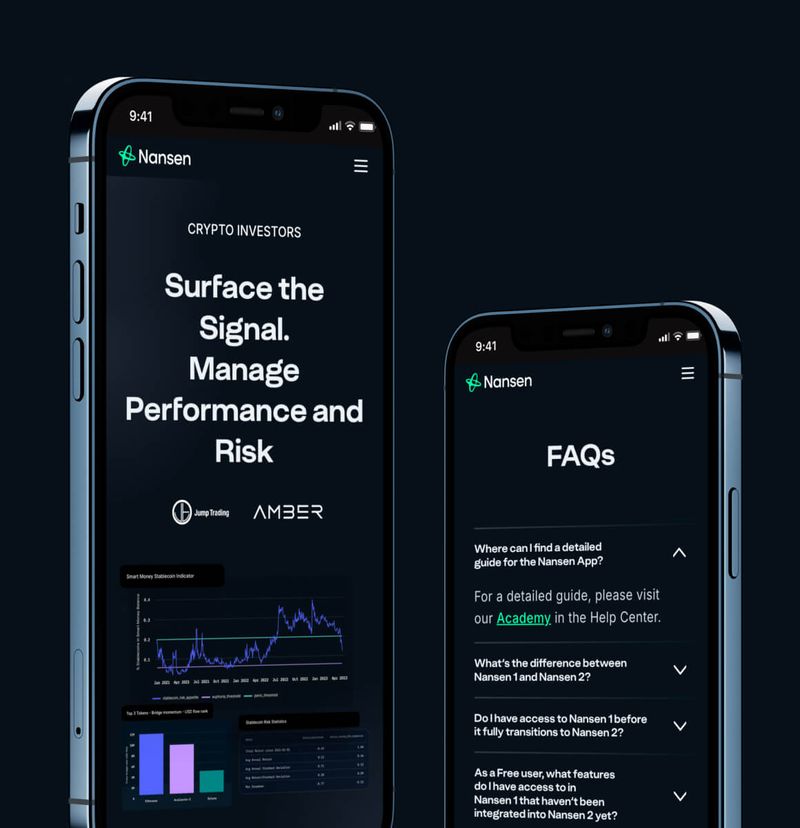 9:41
Nansen
CRYPTO INVESTORS
Surface the
Signal.
Manage
Performance and
Risk
Jump Trading
AMBER
Smart Money Stablecoin Indicator
0.4
0.3
0.2
0.1
Jan 2021 Apr 2021 Jul 2021 Oct 2021 Jan 2022 Apr 2022 Jul 2022 Oct 2022 Jan 2023 Apr 2023
stablecoin_risk_appetite euphoria_threshold panic_threshold
Top 3 Tokens - Bridge momentum - USD flow rank
Stablecoin Risk Statistics
9:41
Nansen
FAQs
Where can I find a detailed
guide for the Nansen App?
For a detailed guide, please visit
our Academy in the Help Center.
What's the difference between
Nansen 1 and Nansen 2?
Do I have access to Nansen 1 before
it fully transitions to Nansen 2?
As a Free user, what features
do I have access to in
Nansen 1 that haven't been
integrated into Nansen 2 yet?